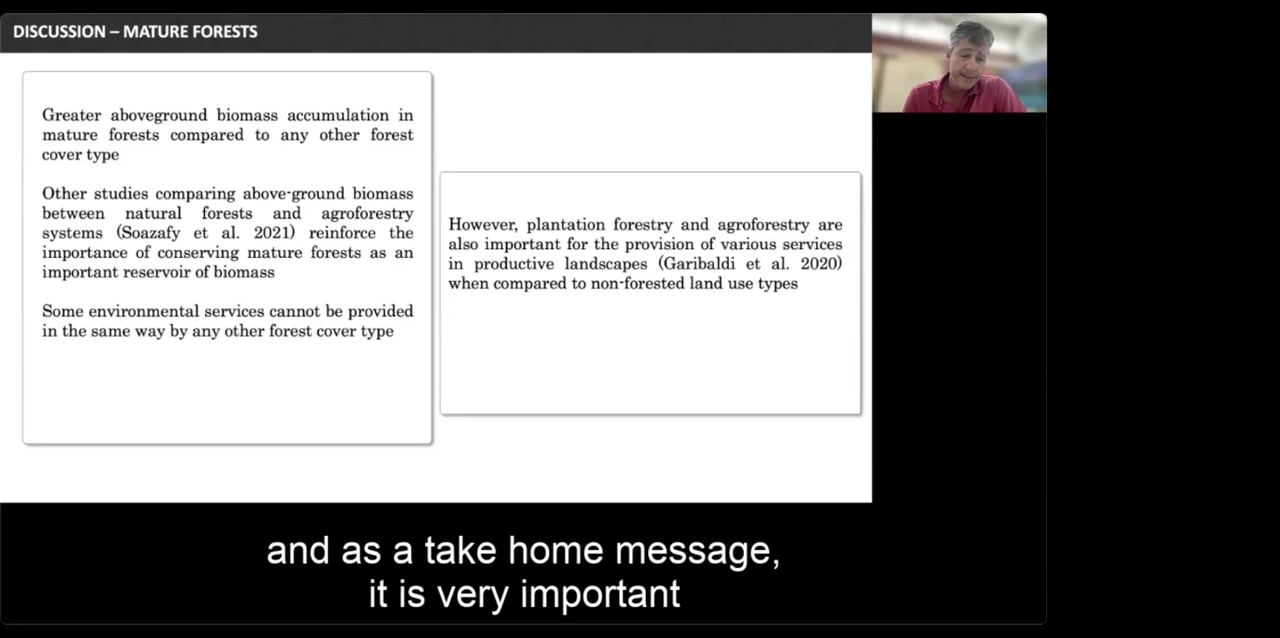 DISCUSSION – MATURE FORESTS
Greater aboveground biomass accumulation in
mature forests compared to any other forest
cover type
Other studies comparing above-ground biomass
between natural forests and agroforestry
systems (Soazafy et al. 2021) reinforce the
importance of conserving mature forests as an
important reservoir of biomass
Some environmental services cannot be provided
in the same way by any other forest cover type
However, plantation forestry and agroforestry are
also important for the provision of various services
in productive landscapes (Garibaldi et al. 2020)
when compared to non-forested land use types
and as a take home message,
it is very important